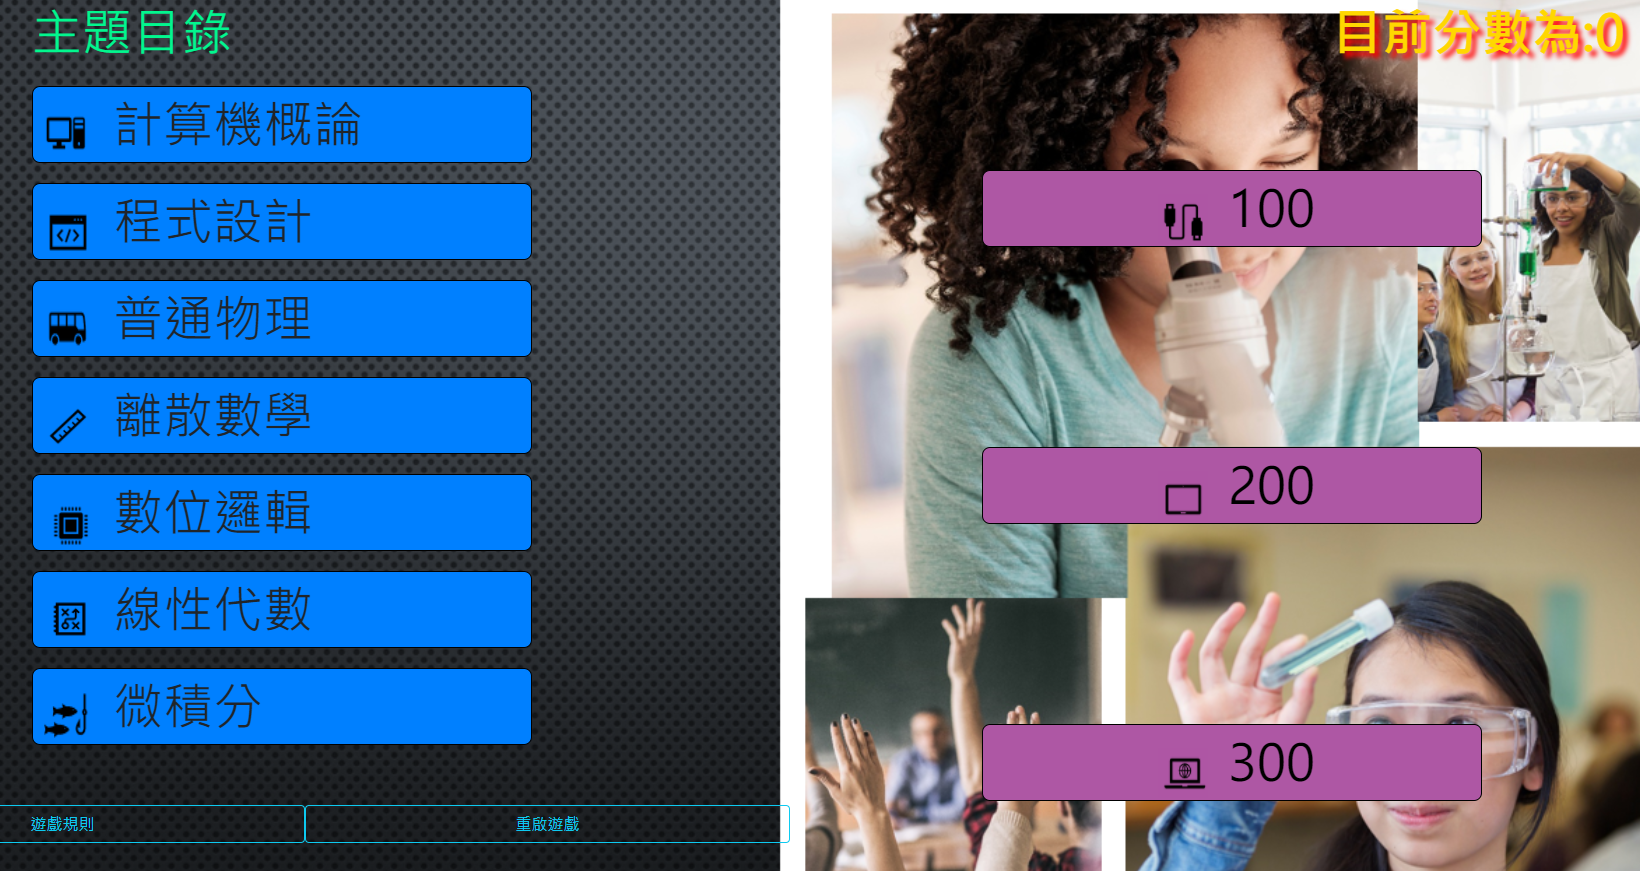 主題目錄
計算機概論
程式設計
普通物理
離散數學
數位邏輯
線性代數
微積分
遊戲規則
重啟遊戲
目前分數為:0
100
200
300